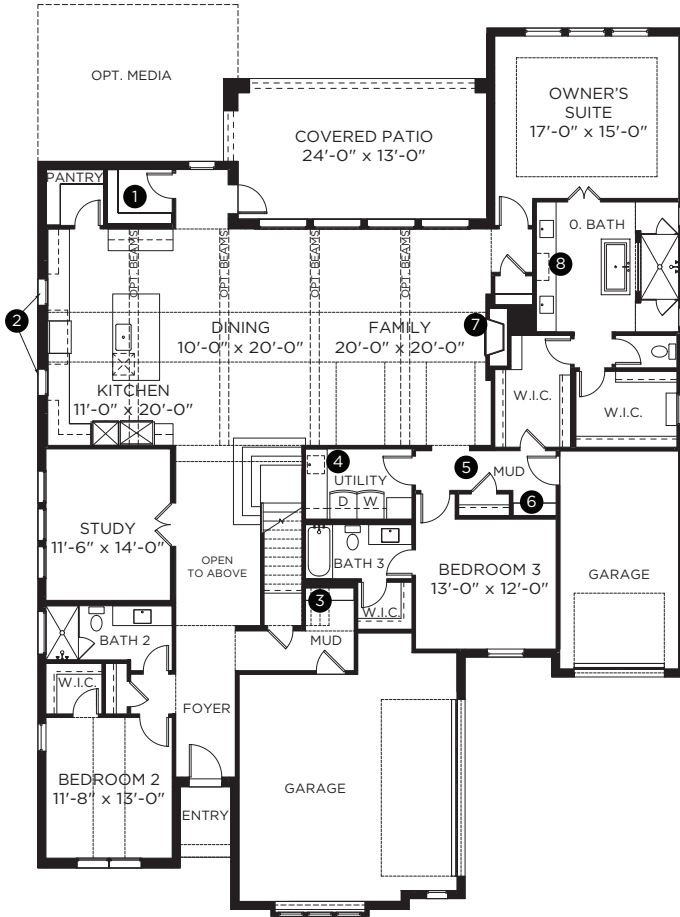 OPT. MEDIA
OWNER'S
SUITE
17'-0" x 15'-0"
COVERED PATIO
24'-0" x 13'-0"
PANTRY
1
O. BATH
8
OPT BEAMS
OPT BEAMS
OPT BEAMS
OPT BEAMS
2
DINING
10'-0" x 20'-0"
FAMILY
20'-0" x 20'-0"
7
KITCHEN
11'-0" x 20'-0"
W.I.C.
W.I.C.
4
UTILITY
D W
5
MUD
6
STUDY
11'-6" x 14'-0"
OPEN
TO ABOVE
BATH 3
BEDROOM 3
13'-0" x 12'-0"
GARAGE
3
W.I.C.
BATH 2
MUD
W.I.C.
FOYER
BEDROOM 2
11'-8" x 13'-0"
GARAGE
ENTRY